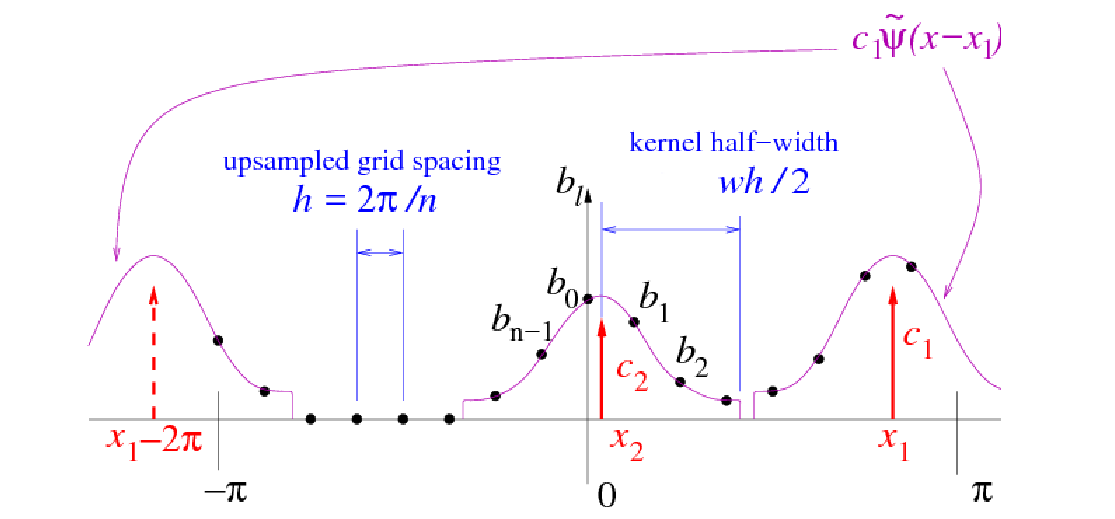 c₁ψ̃(x−x₁)
kernel half−width
wh/2
upsampled grid spacing
h = 2π/n
bₗ
b₀
b₁
bₙ₋₁
b₂
c₂
c₁
x₁−2π
x₂
x₁
−π
0
π